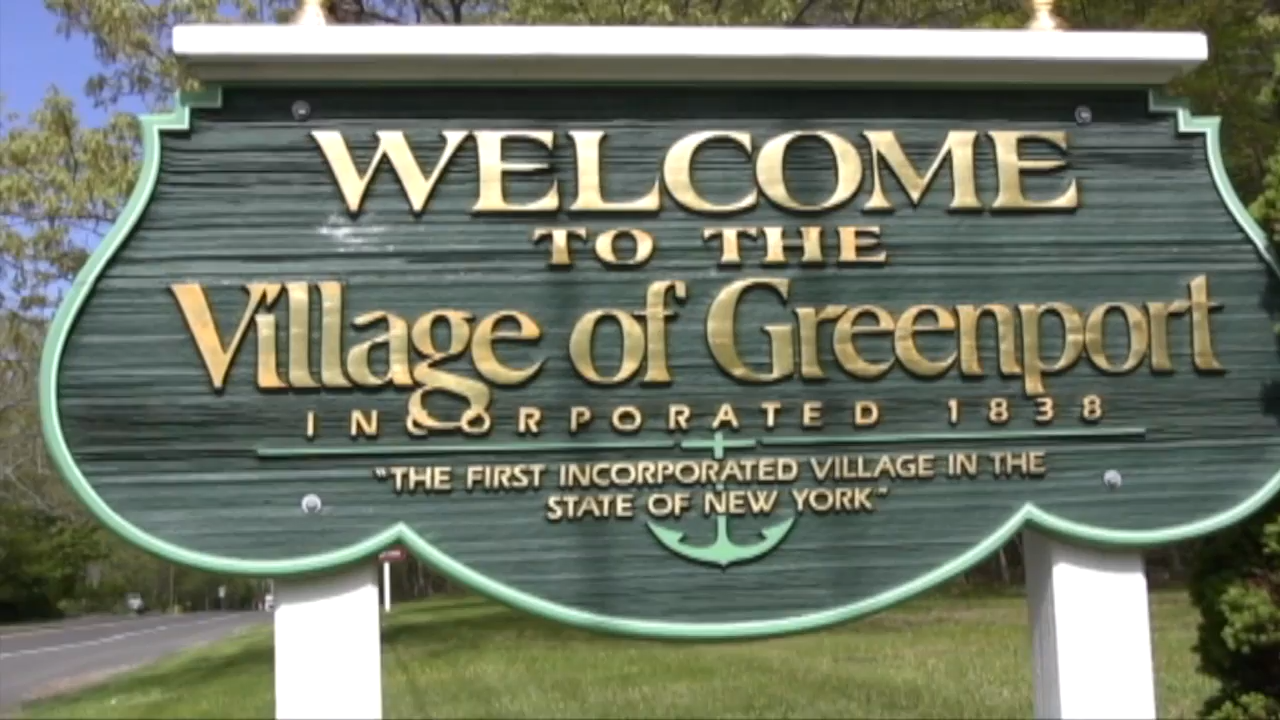 WELCOME
TO THE
Village of Greenport
INCORPORATED 1838
"THE FIRST INCORPORATED VILLAGE IN THE
STATE OF NEW YORK"